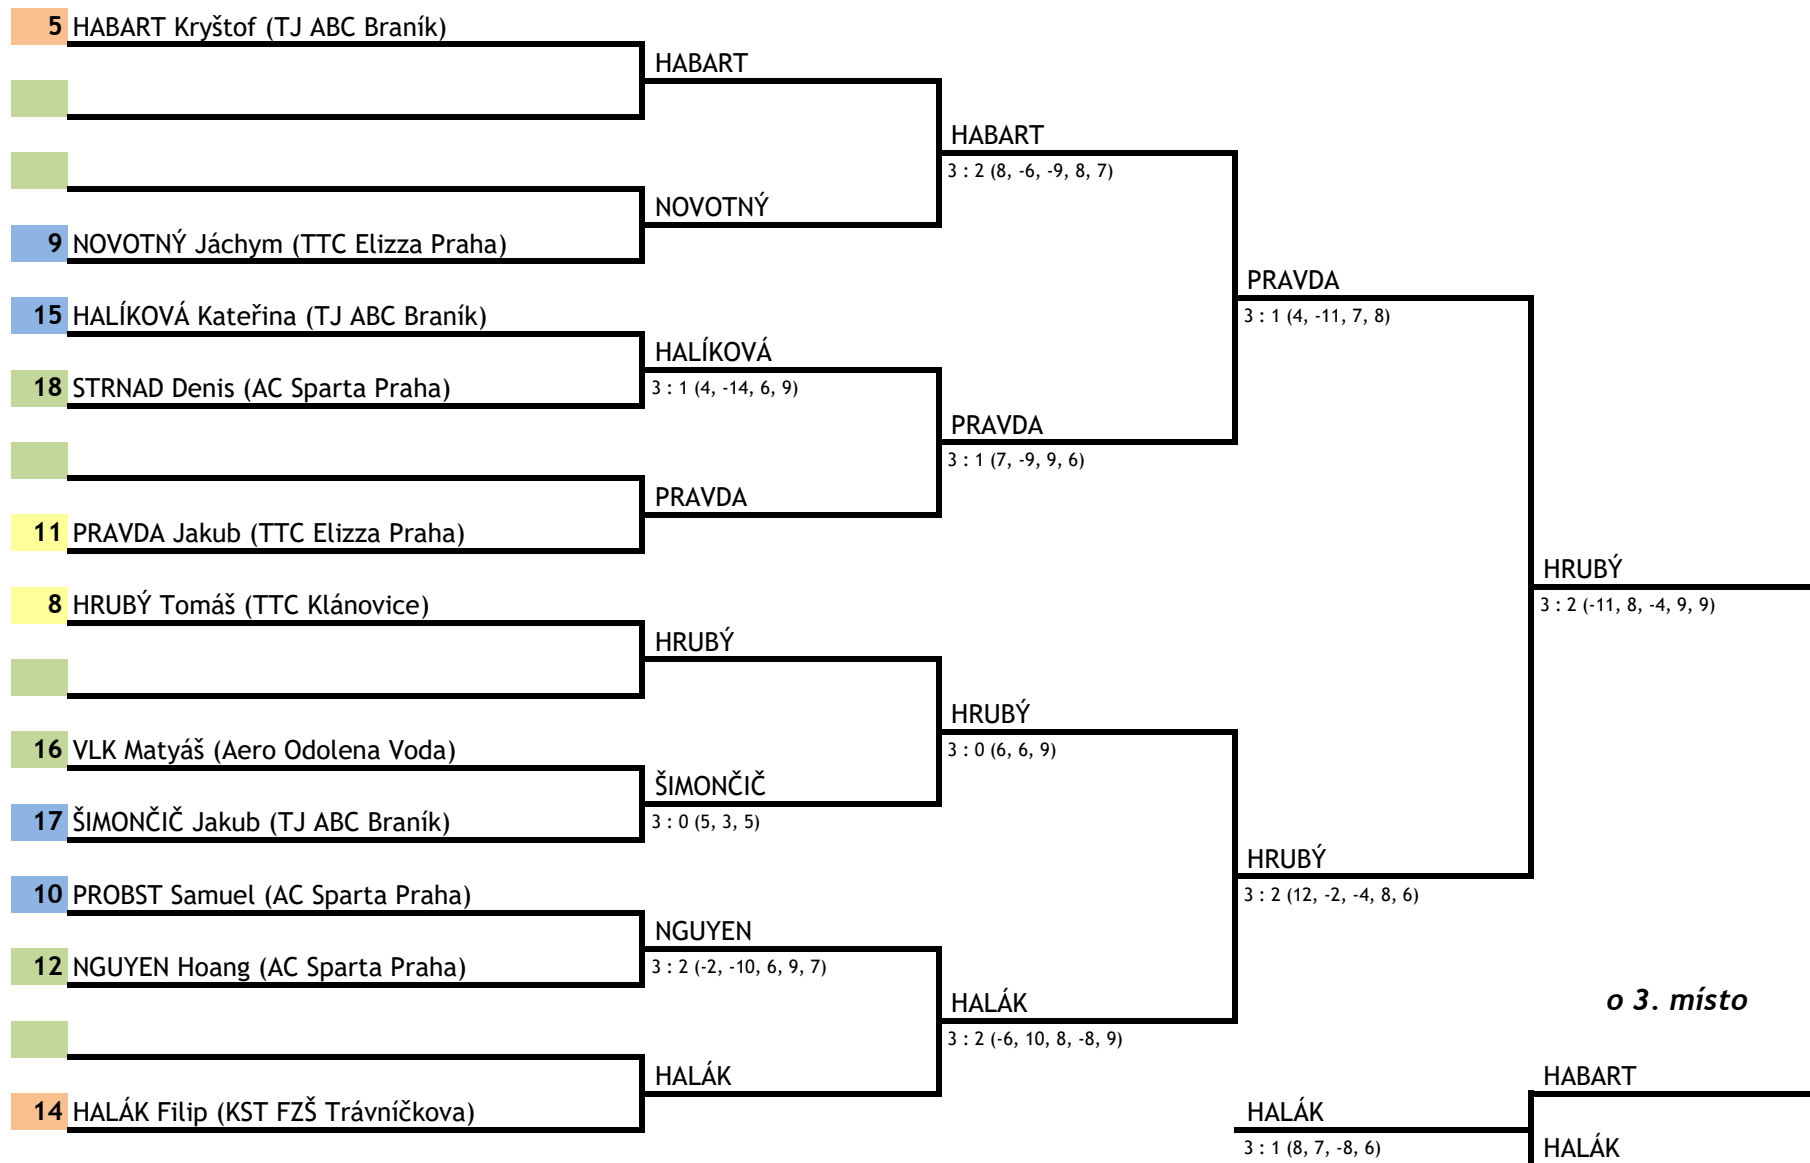 5 HABART Kryštof (TJ ABC Braník)
HABART
HABART
3 : 2 (8, -6, -9, 8, 7)
NOVOTNÝ
9 NOVOTNÝ Jáchym (TTC Elizza Praha)
PRAVDA
3 : 1 (4, -11, 7, 8)
15 HALÍKOVÁ Kateřina (TJ ABC Braník)
HALÍKOVÁ
3 : 1 (4, -14, 6, 9)
18 STRNAD Denis (AC Sparta Praha)
PRAVDA
3 : 1 (7, -9, 9, 6)
PRAVDA
11 PRAVDA Jakub (TTC Elizza Praha)
HRUBÝ
3 : 2 (-11, 8, -4, 9, 9)
8 HRUBÝ Tomáš (TTC Klánovice)
HRUBÝ
HRUBÝ
3 : 0 (6, 6, 9)
16 VLK Matyáš (Aero Odolena Voda)
ŠIMONČIČ
3 : 0 (5, 3, 5)
17 ŠIMONČIČ Jakub (TJ ABC Braník)
HRUBÝ
3 : 2 (12, -2, -4, 8, 6)
10 PROBST Samuel (AC Sparta Praha)
NGUYEN
3 : 2 (-2, -10, 6, 9, 7)
12 NGUYEN Hoang (AC Sparta Praha)
HALÁK
3 : 2 (-6, 10, 8, -8, 9)
o 3. místo
HALÁK
14 HALÁK Filip (KST FZŠ Trávníčkova)
HABART
HALÁK
3 : 1 (8, 7, -8, 6)
HALÁK